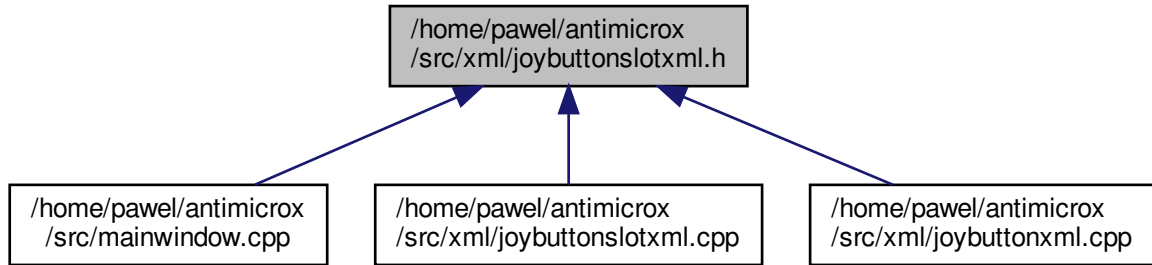 /home/pawel/antimicrox
/src/xml/joybuttonslotxml.h
/home/pawel/antimicrox
/src/mainwindow.cpp
/home/pawel/antimicrox
/src/xml/joybuttonslotxml.cpp
/home/pawel/antimicrox
/src/xml/joybuttonxml.cpp